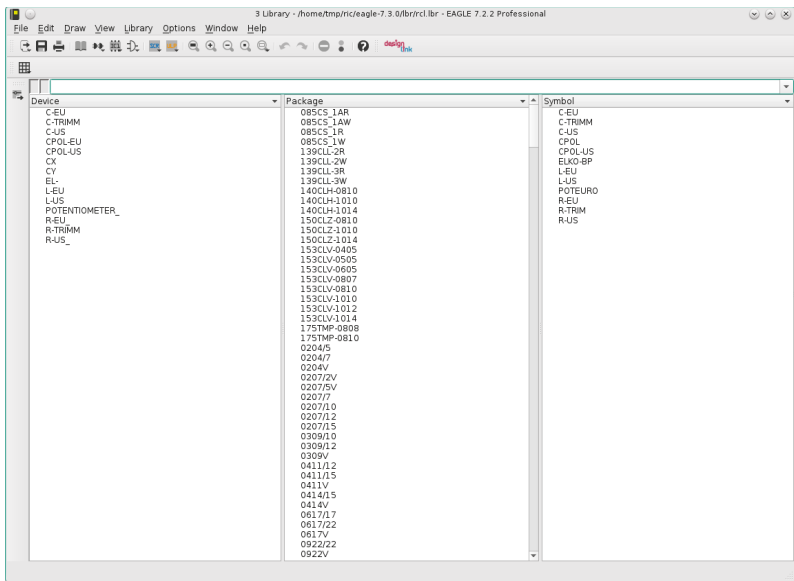 3 Library - /home/tmp/ric/eagle-7.3.0/lbr/rcl.lbr - EAGLE 7.2.2 Professional
File Edit Draw View Library Options Window Help
design link
Device
C-EU
C-TRIMM
C-US
CPOL-EU
CPOL-US
CX
CY
EL-
L-EU
L-US
POTENTIOMETER_
R-EU_
R-TRIMM
R-US_
Package
085CS_1AR
085CS_1AW
085CS_1R
085CS_1W
139CLL-2R
139CLL-2W
139CLL-3R
139CLL-3W
140CLH-0810
140CLH-1010
140CLH-1014
150CLZ-0810
150CLZ-1010
150CLZ-1014
153CLV-0405
153CLV-0505
153CLV-0605
153CLV-0807
153CLV-0810
153CLV-1010
153CLV-1012
153CLV-1014
175TMP-0808
175TMP-0810
0204/5
0204/7
0204V
0207/2V
0207/5V
0207/7
0207/10
0207/12
0207/15
0309/10
0309/12
0309V
0411/12
0411/15
0411V
0414/15
0414V
0617/17
0617/22
0617V
0922/22
0922V
Symbol
C-EU
C-TRIMM
C-US
CPOL
CPOL-US
ELKO-BP
L-EU
L-US
POTEURO
R-EU
R-TRIM
R-US